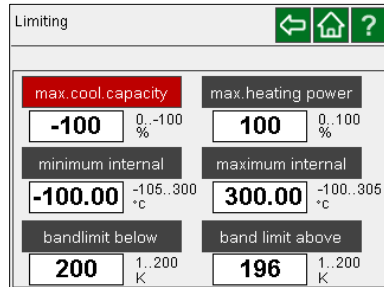 Limiting
?
max.cool.capacity max.heating power
-100 0..-100 % 100 0..100 %
minimum internal maximum internal
-100.00 -105..300 °C 300.00 -100..305 °C
bandlimit below band limit above
200 1..200 K 196 1..200 K